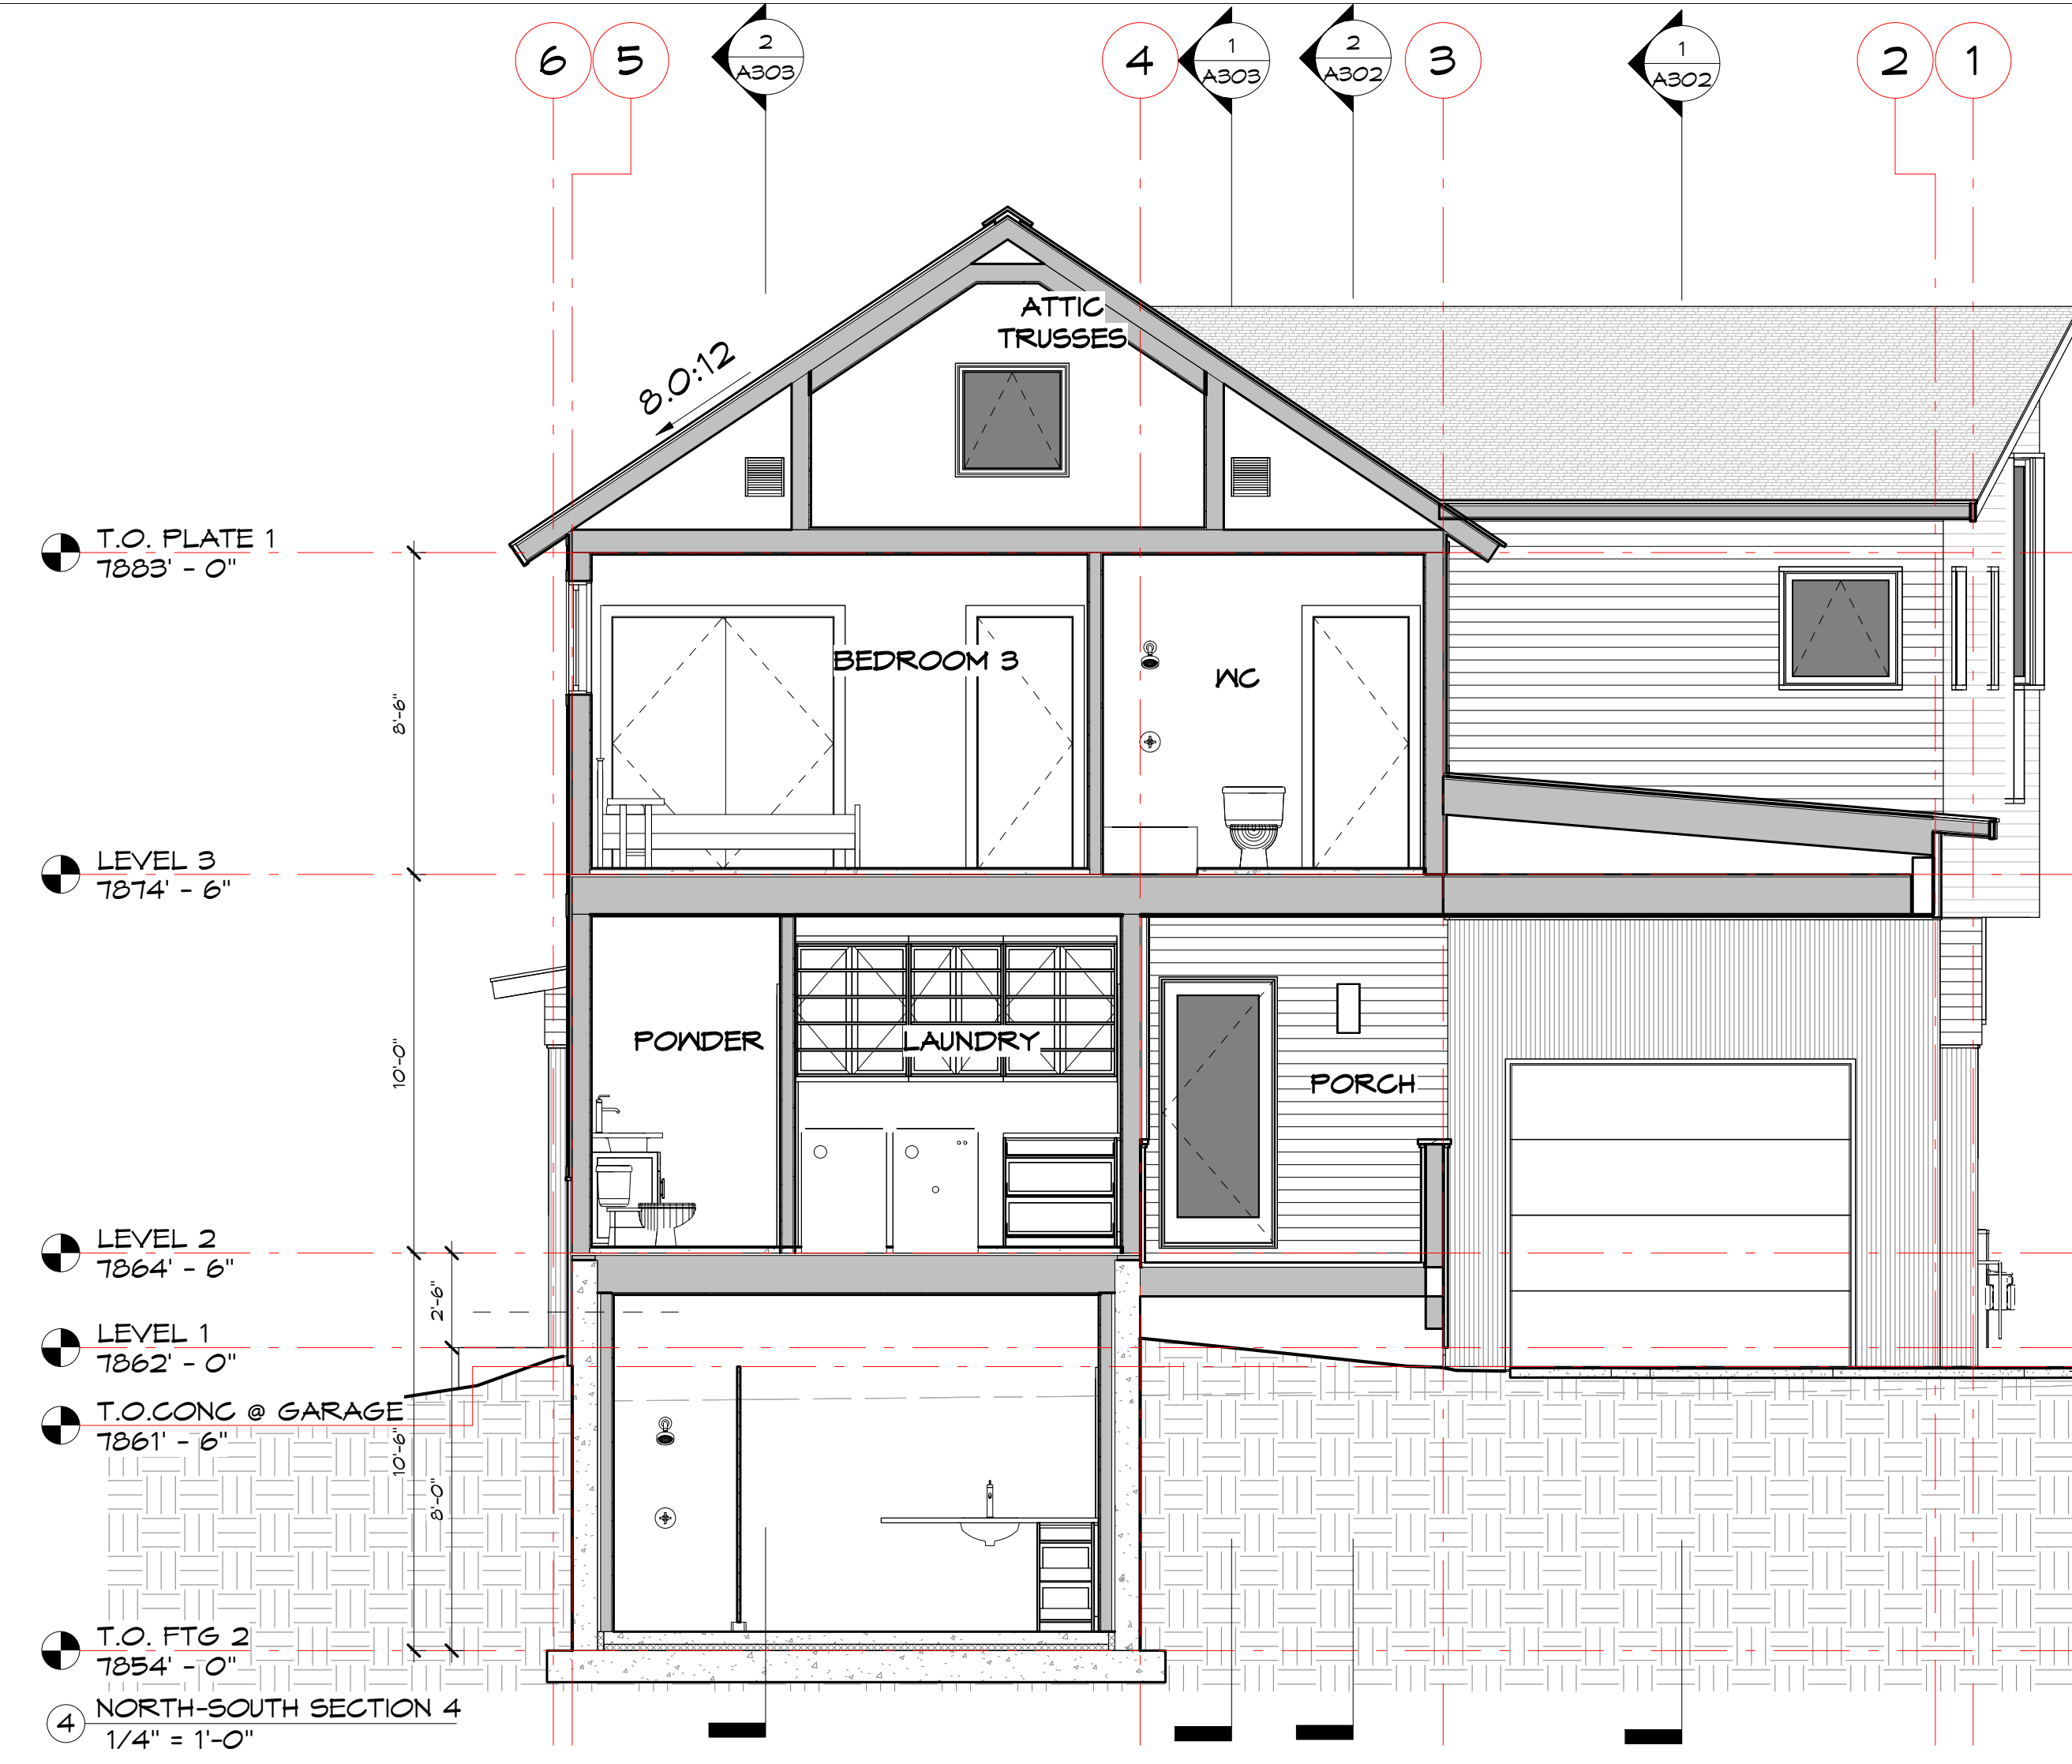 6
5
2
A303
4
1
A303
2
A302
3
1
A302
2
1
ATTIC
TRUSSES
8.0:12
T.O. PLATE 1
7883' - 0"
BEDROOM 3
WC
8'-6"
LEVEL 3
7874' - 6"
POWDER
LAUNDRY
10'-0"
PORCH
LEVEL 2
7864' - 6"
2'-6"
LEVEL 1
7862' - 0"
T.O.CONC @ GARAGE
7861' - 6"
10'-6"
8'-0"
T.O. FTG 2
7854' - 0"
4
NORTH-SOUTH SECTION 4
1/4" = 1'-0"